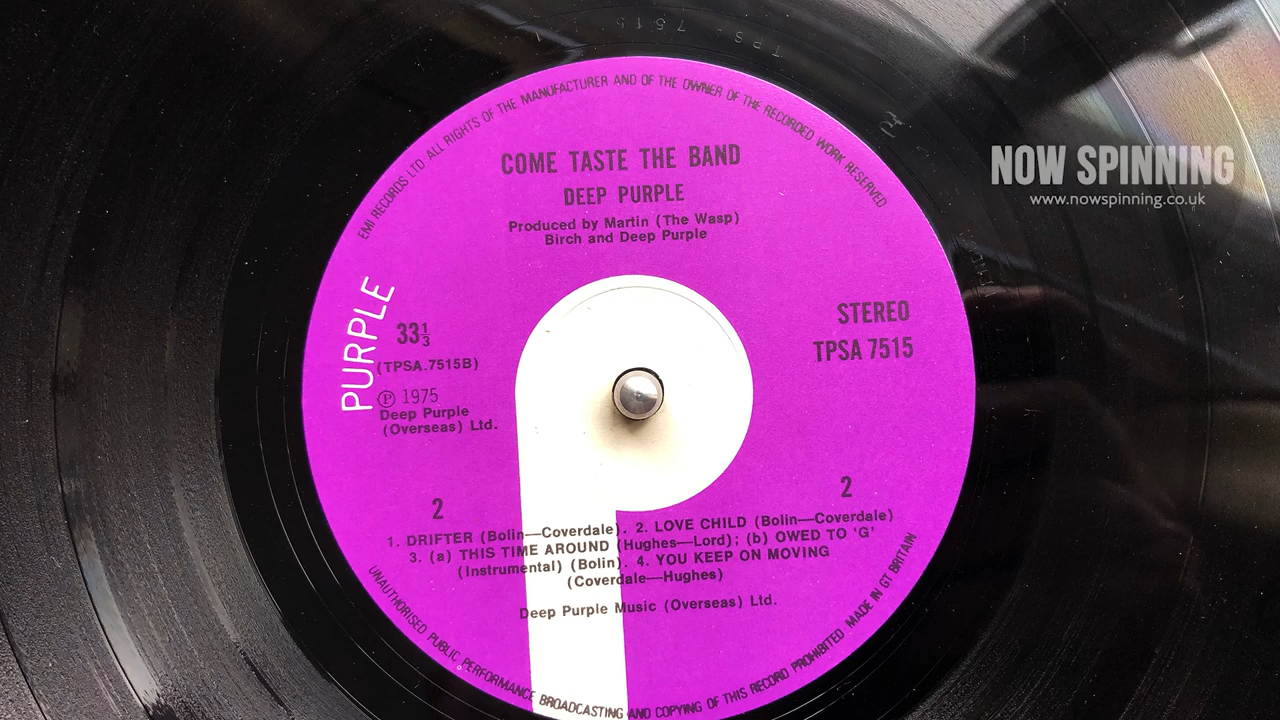 TPS 7515
NOW SPINNING
www.nowspinning.co.uk
EMI RECORDS LTD. ALL RIGHTS OF THE MANUFACTURER AND OF THE OWNER OF THE RECORDED WORK RESERVED
COME TASTE THE BAND
DEEP PURPLE
Produced by Martin (The Wasp)
Birch and Deep Purple
PURPLE
33⅓
(TPSA.7515B)
Ⓟ 1975
Deep Purple
(Overseas) Ltd.
STEREO
TPSA 7515
2
2
1. DRIFTER (Bolin—Coverdale). 2. LOVE CHILD (Bolin—Coverdale)
3. (a) THIS TIME AROUND (Hughes—Lord); (b) OWED TO 'G'
(Instrumental) (Bolin). 4. YOU KEEP ON MOVING
(Coverdale—Hughes)
Deep Purple Music (Overseas) Ltd.
UNAUTHORISED PUBLIC PERFORMANCE BROADCASTING AND COPYING OF THIS RECORD PROHIBITED MADE IN GT BRITAIN